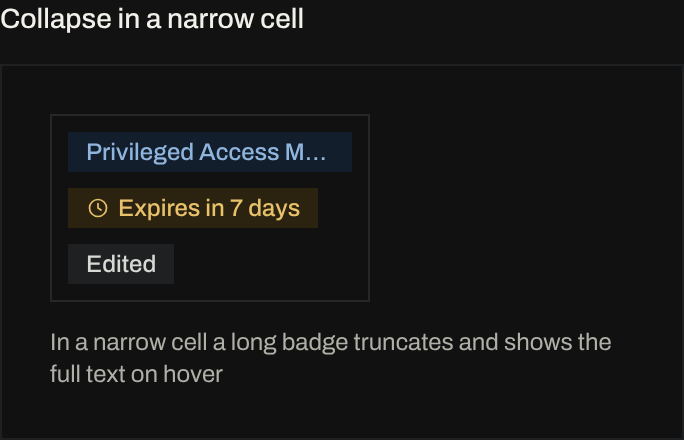 Collapse in a narrow cell
Privileged Access M...
Expires in 7 days
Edited
In a narrow cell a long badge truncates and shows the
full text on hover